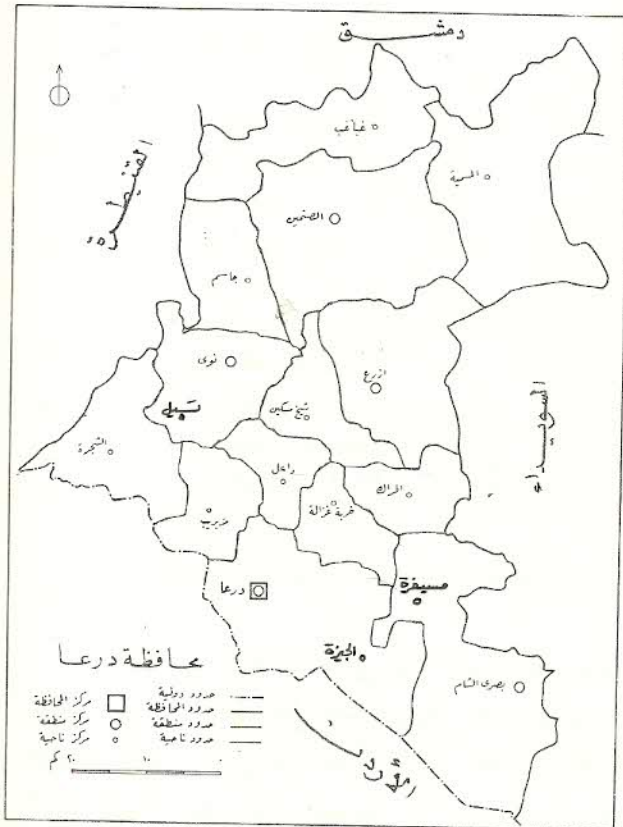 دمشق
غباغب
المسمية
القنيطرة
الصنمين
جاسم
نوى
ازرع
السويداء
تسيل
شيخ مسكين
الشجرة
داعل
الحراك
خربة غزالة
مزيريب
درعا
مسيفرة
الجيزة
بصرى الشام
الأردن
محافظة درعا
حدود دولية
حدود المحافظة
حدود منطقة
حدود ناحية
مركز المحافظة
مركز منطقة
مركز ناحية
٢٠ كم
١٠
٠